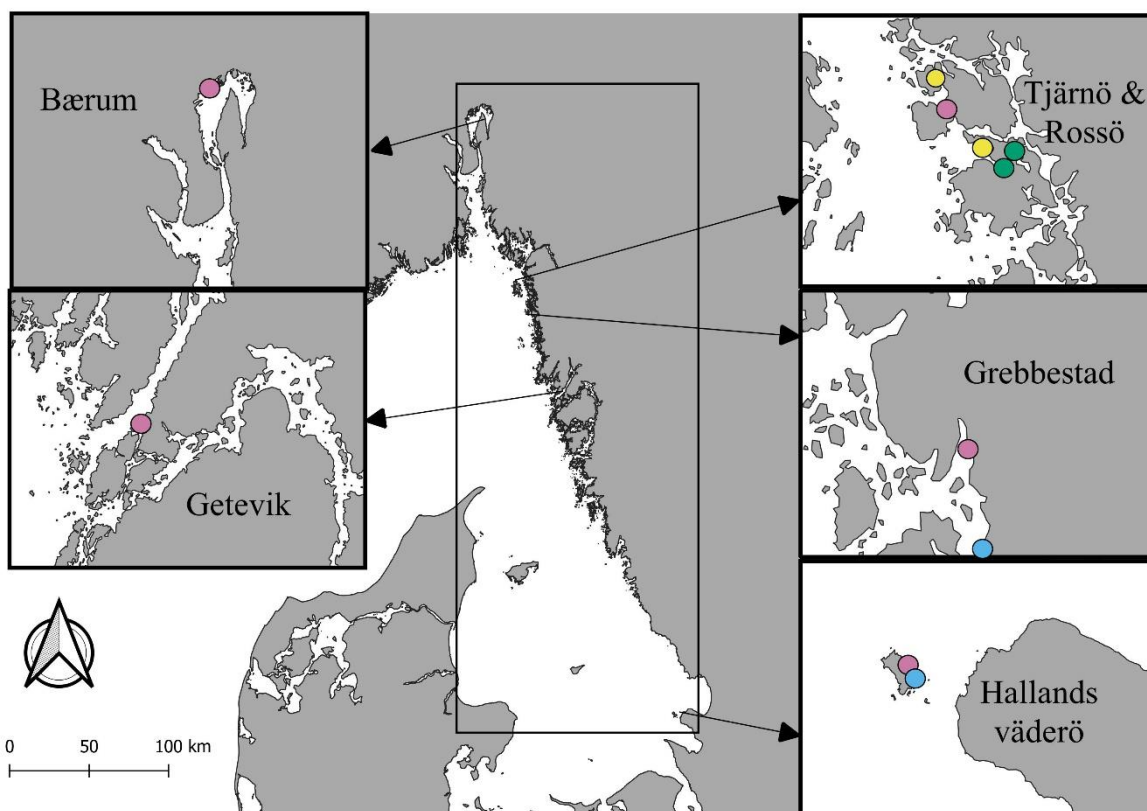 Bærum
Tjärnö &
Rossö
Getevik
Grebbestad
Hallands
väderö
0 50 100 km